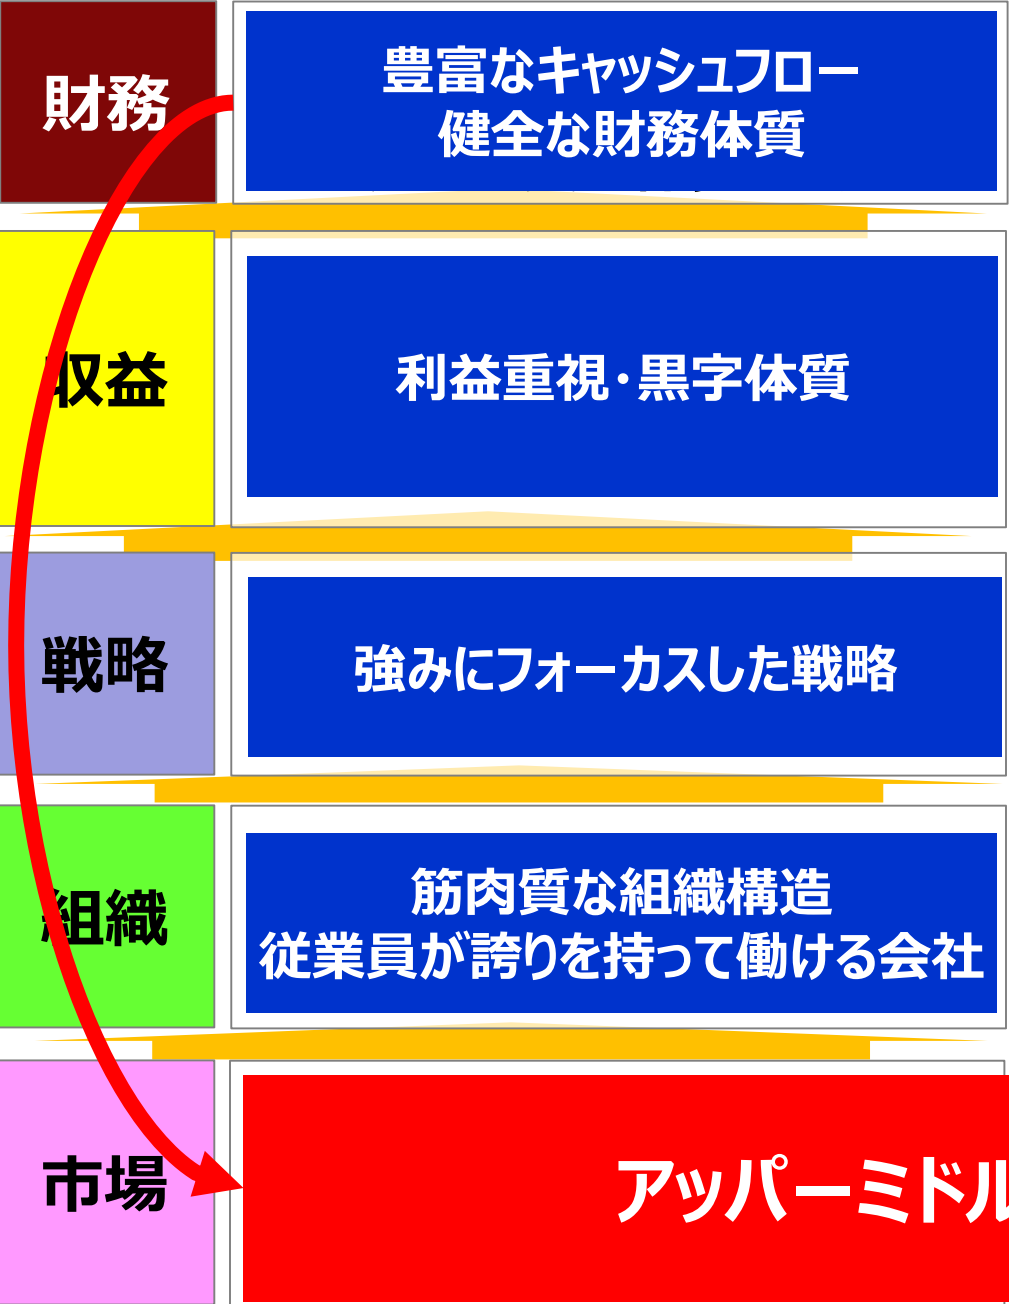 財務
豊富なキャッシュフロー
健全な財務体質
収益
利益重視・黒字体質
戦略
強みにフォーカスした戦略
組織
筋肉質な組織構造
従業員が誇りを持って働ける会社
市場
アッパーミドル